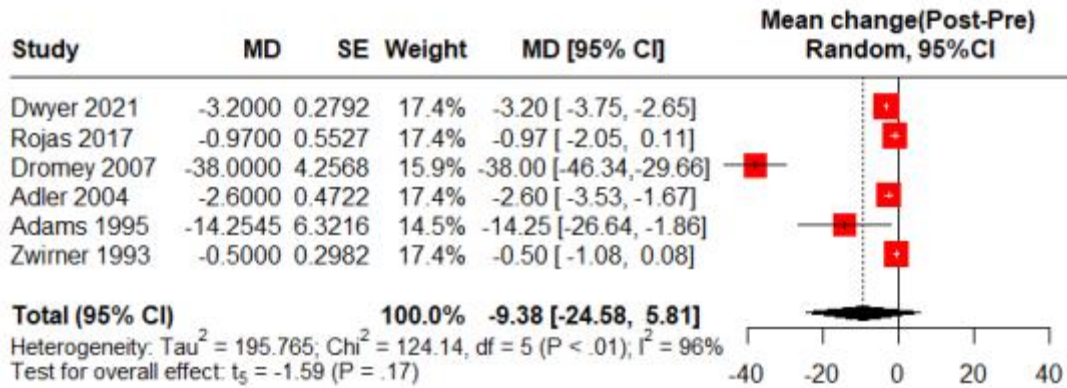 Mean change(Post-Pre)
Study MD SE Weight MD [95% CI] Random, 95%CI
Dwyer 2021 -3.2000 0.2792 17.4% -3.20 [ -3.75, -2.65]
Rojas 2017 -0.9700 0.5527 17.4% -0.97 [ -2.05, 0.11]
Dromey 2007 -38.0000 4.2568 15.9% -38.00 [-46.34,-29.66]
Adler 2004 -2.6000 0.4722 17.4% -2.60 [ -3.53, -1.67]
Adams 1995 -14.2545 6.3216 14.5% -14.25 [-26.64, -1.86]
Zwirner 1993 -0.5000 0.2982 17.4% -0.50 [ -1.08, 0.08]
Total (95% CI) 100.0% -9.38 [-24.58, 5.81]
Heterogeneity: Tau² = 195.765; Chi² = 124.14, df = 5 (P < .01); I² = 96%
Test for overall effect: t₅ = -1.59 (P = .17)
-40 -20 0 20 40